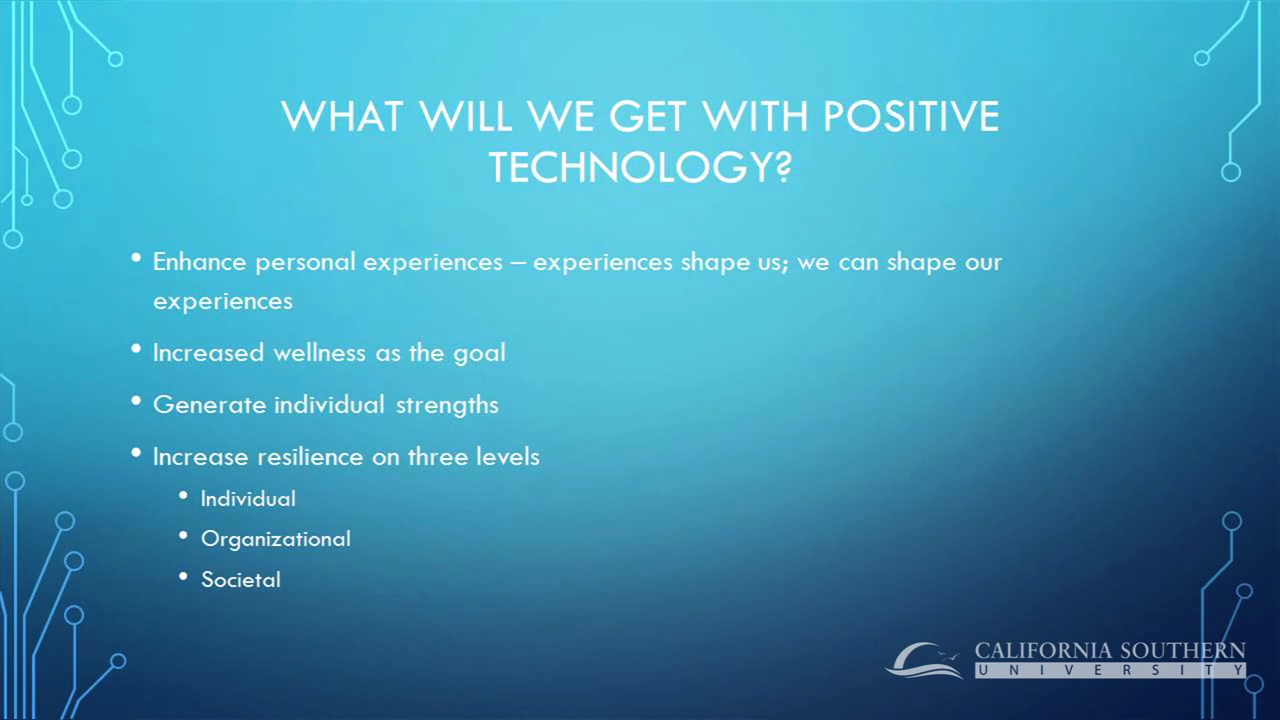 WHAT WILL WE GET WITH POSITIVE
TECHNOLOGY?
• Enhance personal experiences – experiences shape us; we can shape our
experiences
• Increased wellness as the goal
• Generate individual strengths
• Increase resilience on three levels
• Individual
• Organizational
• Societal
CALIFORNIA SOUTHERN
UNIVERSITY